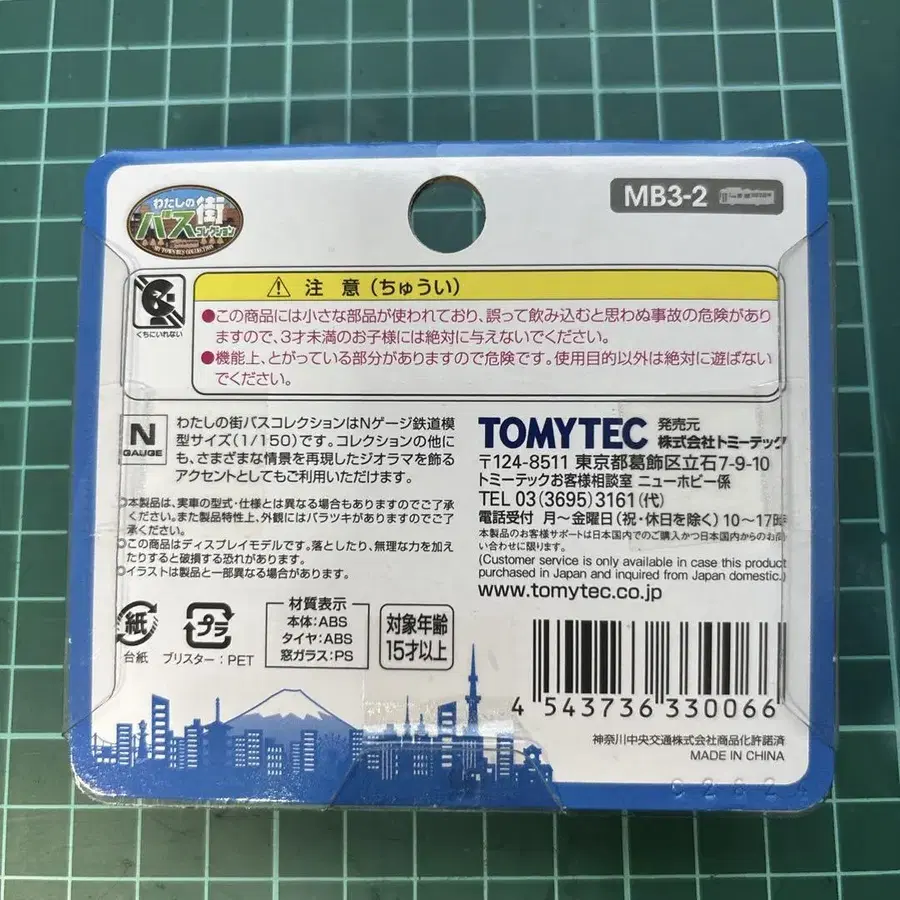 わたしの
街
バス
コレクション
MY TOWN BUS COLLECTION
MB3-2
くちにいれない
注 意(ちゅうい)
●この商品には小さな部品が使われており、誤って飲み込むと思わぬ事故の危険があり
ますので、3才未満のお子様には絶対に与えないでください。
●機能上、とがっている部分がありますので危険です。使用目的以外は絶対に遊ばない
でください。
N
GAUGE
わたしの街バスコレクションはNゲージ鉄道模
型サイズ(1/150)です。コレクションの他に
も、さまざまな情景を再現したジオラマを飾る
アクセントとしてもご利用いただけます。
○本製品は、実車の型式・仕様とは異なる場合もありますのでご了承
ください。また製品特性上、外観にはバラツキがありますのでご了承
ください。
○この商品はディスプレイモデルです。落としたり、無理な力を加え
たりすると破損する恐れがあります。
○イラストは製品と一部異なる場合があります。
TOMYTEC
発売元
株式会社トミーテック
〒124-8511 東京都葛飾区立石7-9-10
トミーテックお客様相談室 ニューホビー係
TEL 03(3695)3161(代)
電話受付 月〜金曜日(祝・休日を除く)10〜17時
本製品のお客様サポートは日本国内でのご購入かつ日本国内からのお問
い合わせに限ります。
(Customer service is only available in case this product
purchased in Japan and inquired from Japan domestic.)
www.tomytec.co.jp
紙
台紙
プラ
ブリスター:PET
材質表示
本体:ABS
タイヤ:ABS
窓ガラス:PS
対象年齢
15才以上
4 543736 330066
神奈川中央交通株式会社商品化許諾済
MADE IN CHINA